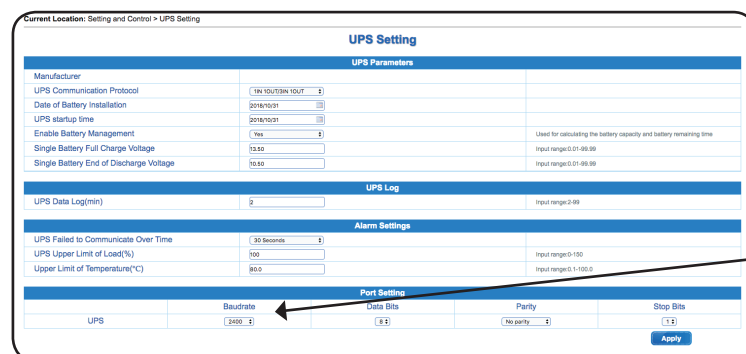 Current Location: Setting and Control > UPS Setting
UPS Setting
UPS Parameters
Manufacturer
UPS Communication Protocol 1IN 1OUT/3IN 1OUT
Date of Battery Installation 2018/10/31
UPS startup time 2018/10/31
Enable Battery Management Yes Used for calculating the battery capacity and battery remaining time
Single Battery Full Charge Voltage 13.50 Input range:0.01-99.99
Single Battery End of Discharge Voltage 10.50 Input range:0.01-99.99
UPS Log
UPS Data Log(min) 2 Input range:2-99
Alarm Settings
UPS Failed to Communicate Over Time 30 Seconds
UPS Upper Limit of Load(%) 100 Input range:0-150
Upper Limit of Temperature(°C) 80.0 Input range:0.1-100.0
Port Setting
Baudrate Data Bits Parity Stop Bits
UPS 2400 8 No parity 1
Apply